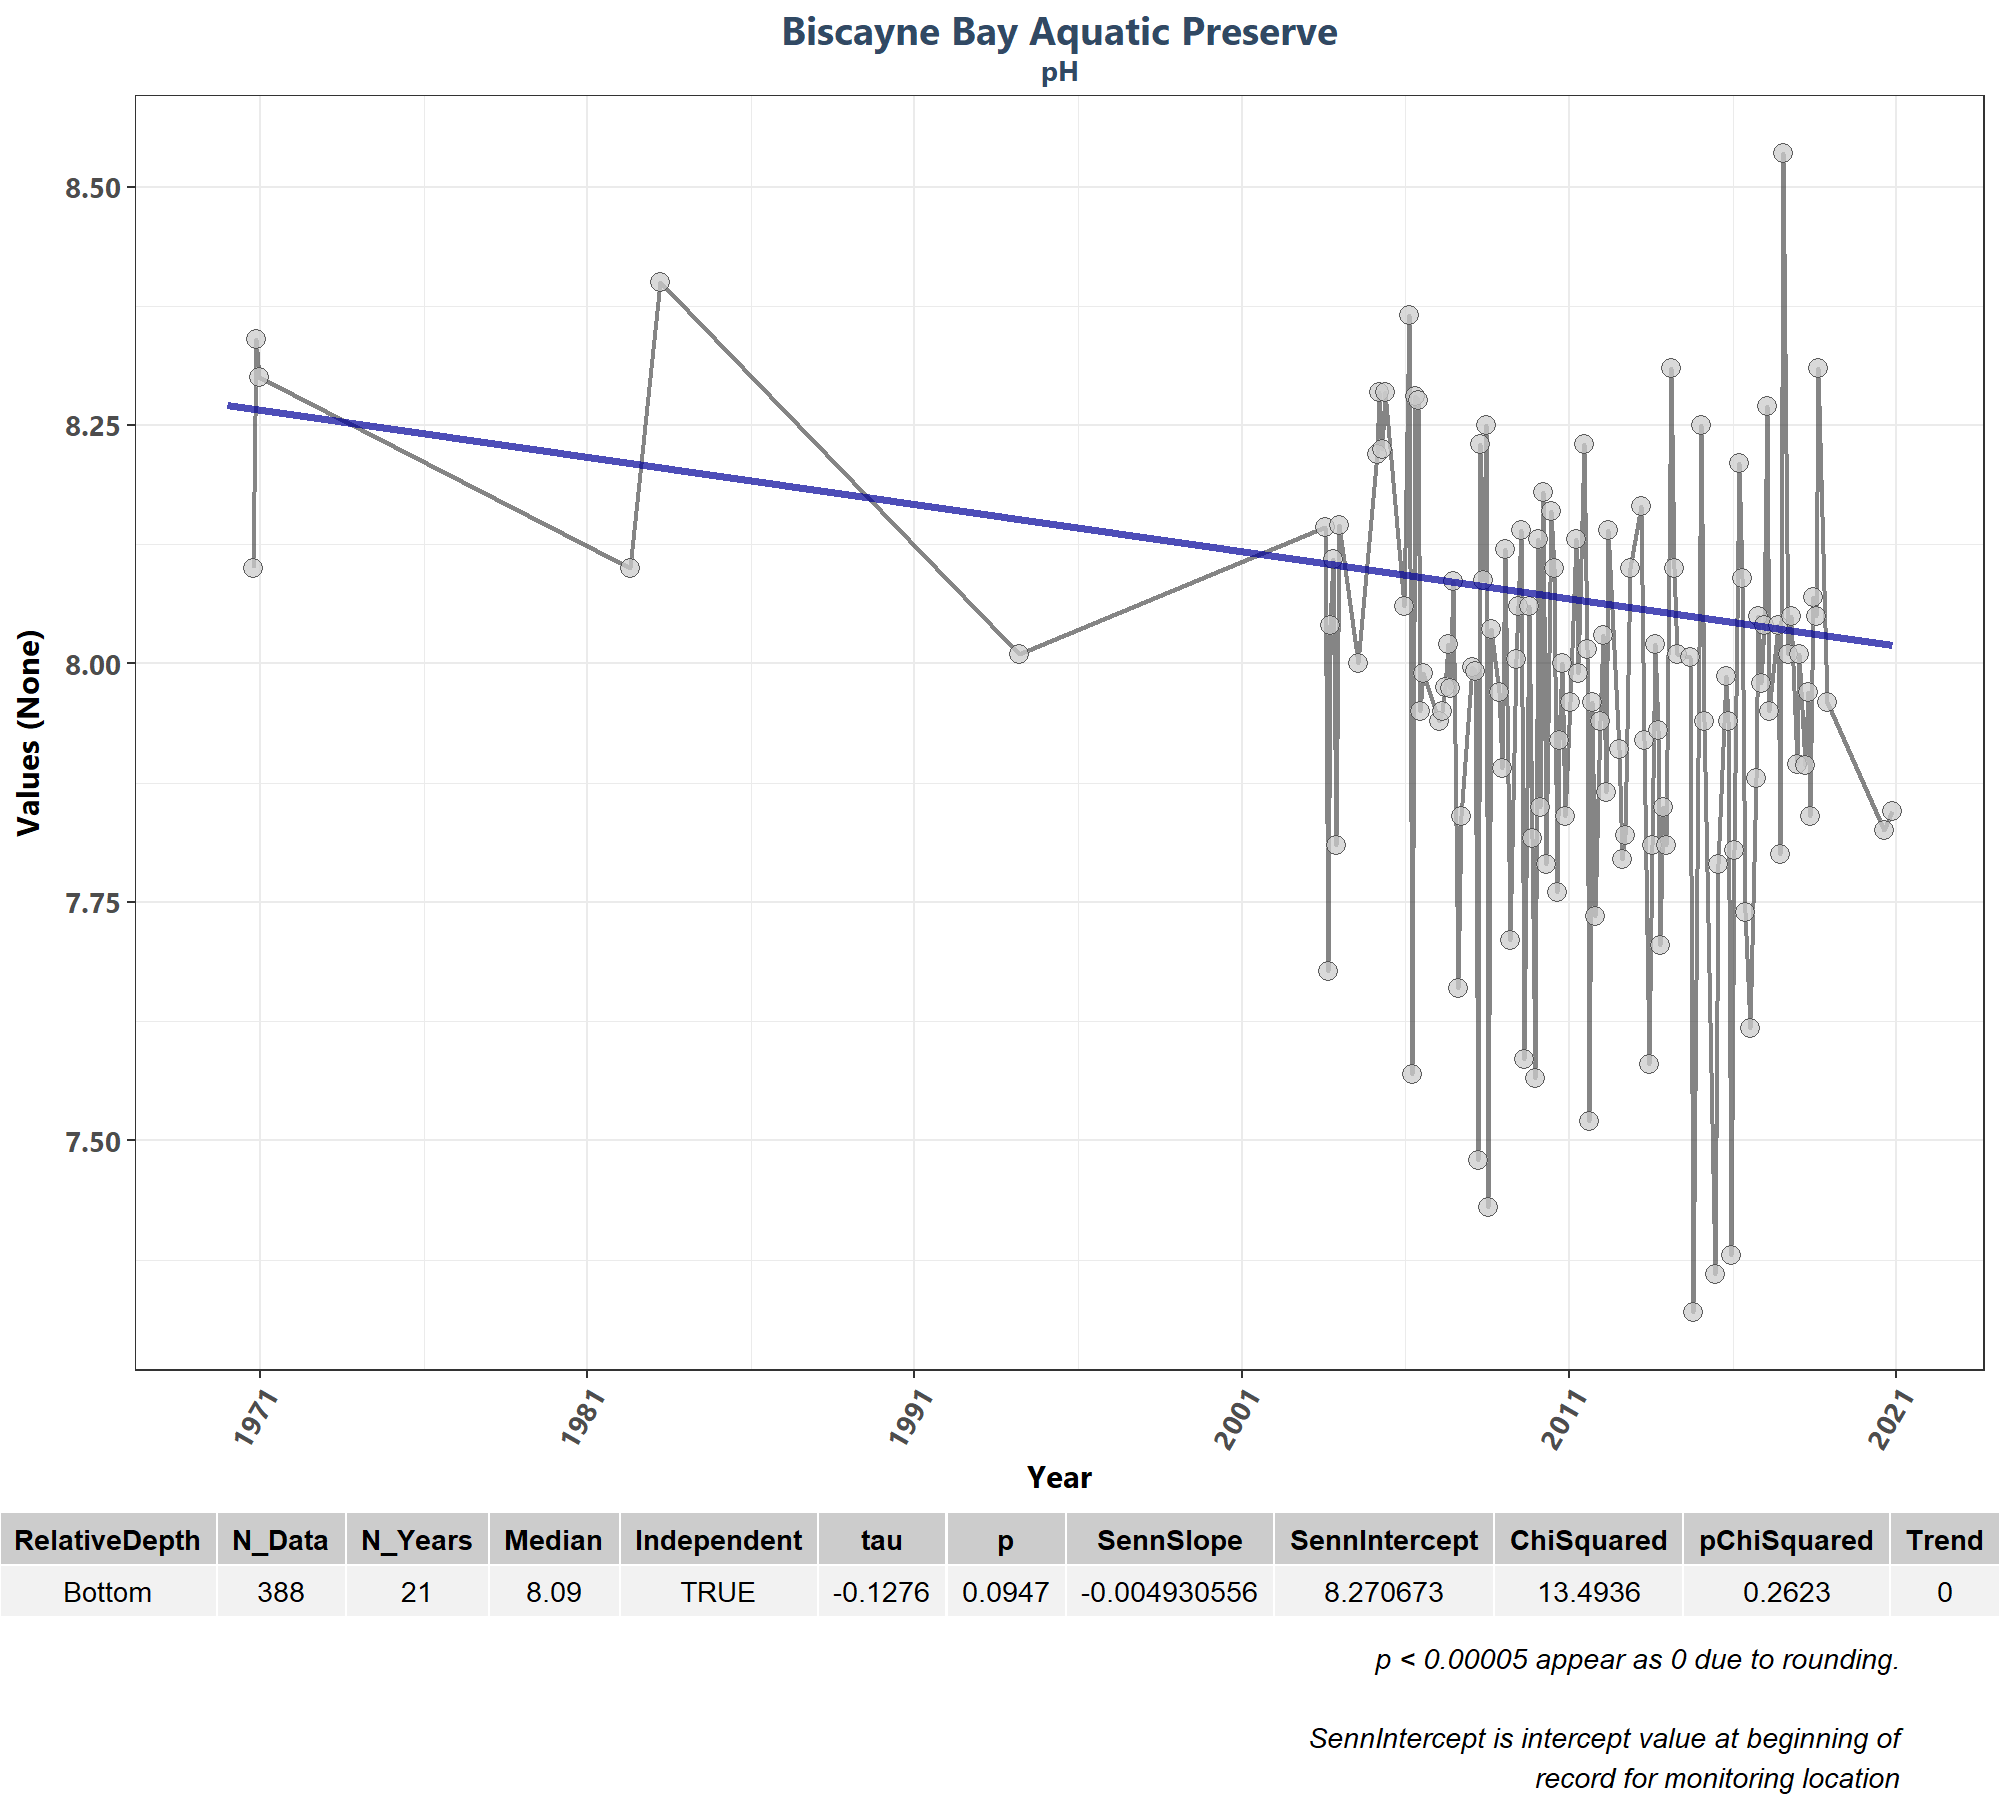 Biscayne Bay Aquatic Preserve
pH
8.50
8.25
8.00
7.75
7.50
Values (None)
1971 1981 1991 2001 2011 2021
Year
RelativeDepth N_Data N_Years Median Independent tau p SennSlope SennIntercept ChiSquared pChiSquared Trend
Bottom 388 21 8.09 TRUE -0.1276 0.0947 -0.004930556 8.270673 13.4936 0.2623 0
p < 0.00005 appear as 0 due to rounding.
SennIntercept is intercept value at beginning of
record for monitoring location